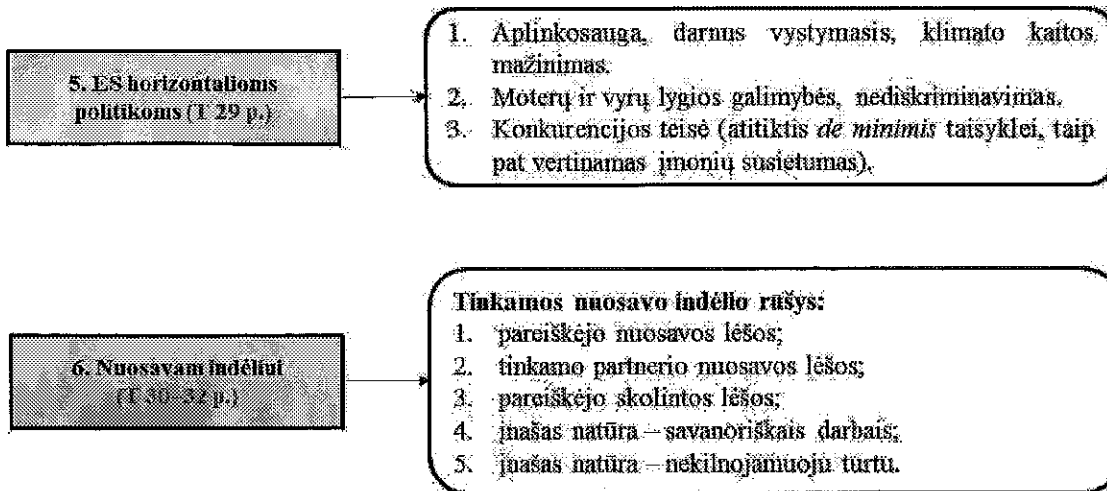 5. ES horizontalioms
politikoms (T 29 p.)
1. Aplinkosauga, darnus vystymasis, klimato kaitos
mažinimas.
2. Moterų ir vyrų lygios galimybės, nediskriminavimas.
3. Konkurencijos teisė (atitiktis de minimis taisyklei, taip
pat vertinamas įmonių susietumas).
6. Nuosavam indėliui
(T 30–32 p.)
Tinkamos nuosavo indėlio rūšys:
1. pareiškėjo nuosavos lėšos;
2. tinkamo partnerio nuosavos lėšos;
3. pareiškėjo skolintos lėšos;
4. įnašas natūra – savanoriškais darbais;
5. įnašas natūra – nekilnojamuoju turtu.